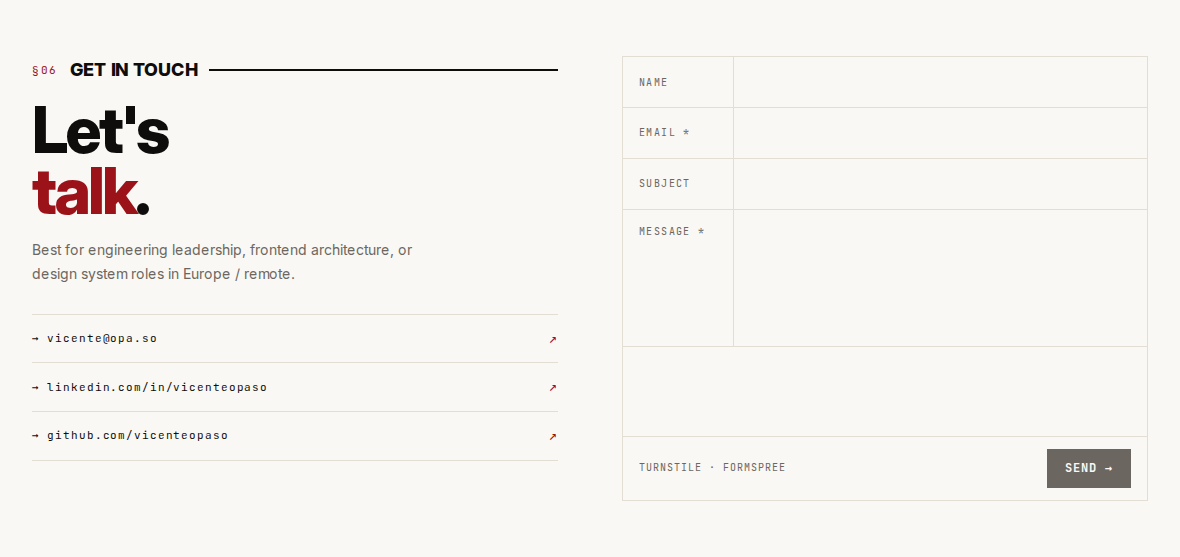 §06 GET IN TOUCH
Let's
talk.
Best for engineering leadership, frontend architecture, or
design system roles in Europe / remote.
→ vicente@opa.so ↗
→ linkedin.com/in/vicenteopaso ↗
→ github.com/vicenteopaso ↗
NAME
EMAIL *
SUBJECT
MESSAGE *
TURNSTILE · FORMSPREE
SEND →